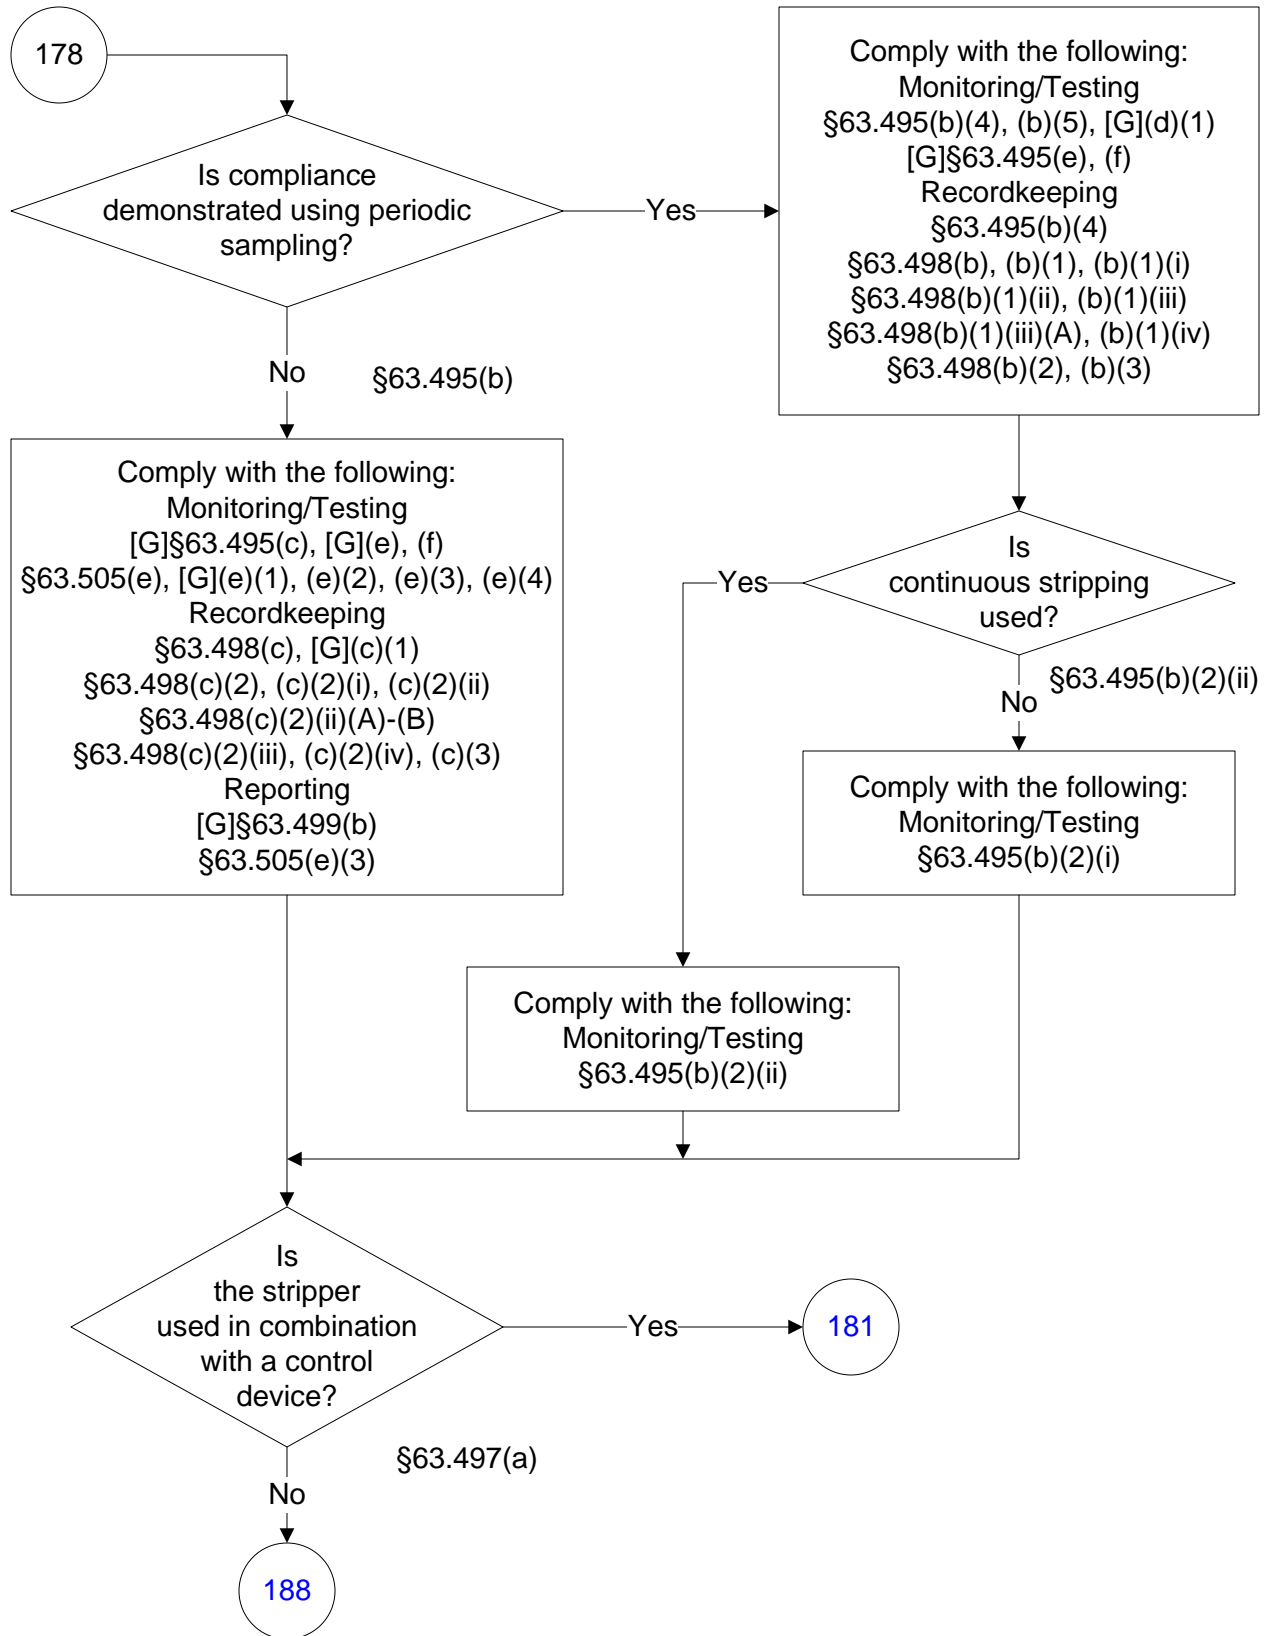 178
Is compliance
demonstrated using periodic
sampling?
Yes
Comply with the following:
Monitoring/Testing
§63.495(b)(4), (b)(5), [G](d)(1)
[G]§63.495(e), (f)
Recordkeeping
§63.495(b)(4)
§63.498(b), (b)(1), (b)(1)(i)
§63.498(b)(1)(ii), (b)(1)(iii)
§63.498(b)(1)(iii)(A), (b)(1)(iv)
§63.498(b)(2), (b)(3)
No
§63.495(b)
Comply with the following:
Monitoring/Testing
[G]§63.495(c), [G](e), (f)
§63.505(e), [G](e)(1), (e)(2), (e)(3), (e)(4)
Recordkeeping
§63.498(c), [G](c)(1)
§63.498(c)(2), (c)(2)(i), (c)(2)(ii)
§63.498(c)(2)(ii)(A)-(B)
§63.498(c)(2)(iii), (c)(2)(iv), (c)(3)
Reporting
[G]§63.499(b)
§63.505(e)(3)
Is
continuous stripping
used?
Yes
No
§63.495(b)(2)(ii)
Comply with the following:
Monitoring/Testing
§63.495(b)(2)(i)
Comply with the following:
Monitoring/Testing
§63.495(b)(2)(ii)
Is
the stripper
used in combination
with a control
device?
Yes
181
No
§63.497(a)
188